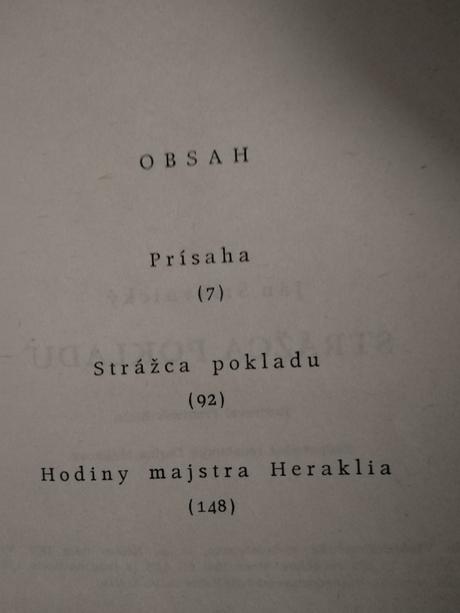 OBSAH
Prísaha
(7)
Strážca pokladu
(92)
Hodiny majstra Heraklia
(148)